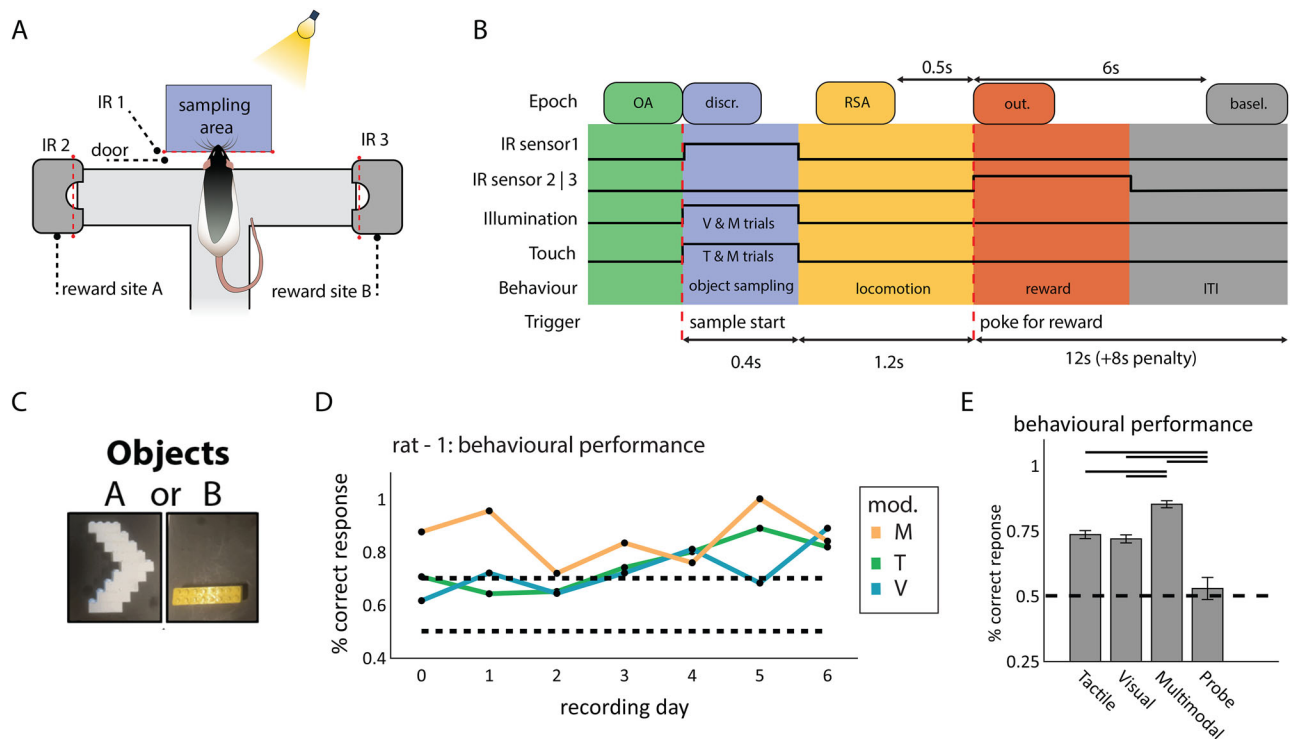 A
IR 1
sampling
area
door
IR 2
IR 3
reward site A
reward site B
B
0.5s
6s
Epoch
OA
discr.
RSA
out.
basel.
IR sensor1
IR sensor 2 | 3
Illumination
V & M trials
Touch
T & M trials
Behaviour
object sampling
locomotion
reward
ITI
Trigger
sample start
poke for reward
0.4s
1.2s
12s (+8s penalty)
C
Objects
A or B
D
rat - 1: behavioural performance
% correct response
1
0.8
0.6
0.4
0 1 2 3 4 5 6
recording day
mod.
M
T
V
E
behavioural performance
% correct reponse
1
0.75
0.5
0.25
Tactile
Visual
Multimodal
Probe